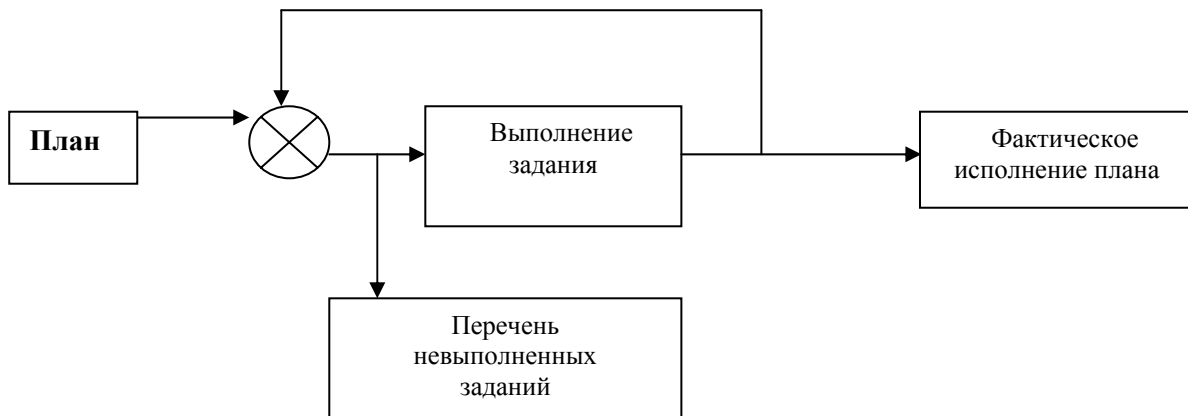 План
Выполнение
задания
Фактическое
исполнение плана
Перечень
невыполненных
заданий